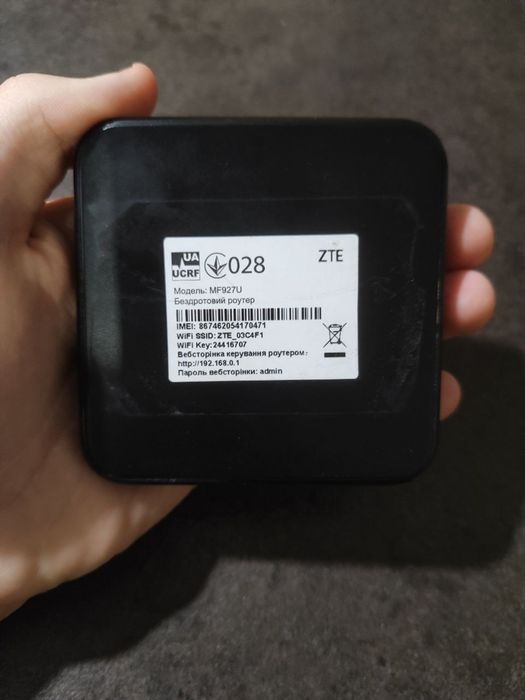 UA
UCRF
028
ZTE
Модель: MF927U
Бездротовий роутер
IMEI: 867462054170471
WiFi SSID: ZTE_03C4F1
WiFi Key: 24416707
Вебсторінка керування роутером:
http://192.168.0.1
Пароль вебсторінки: admin